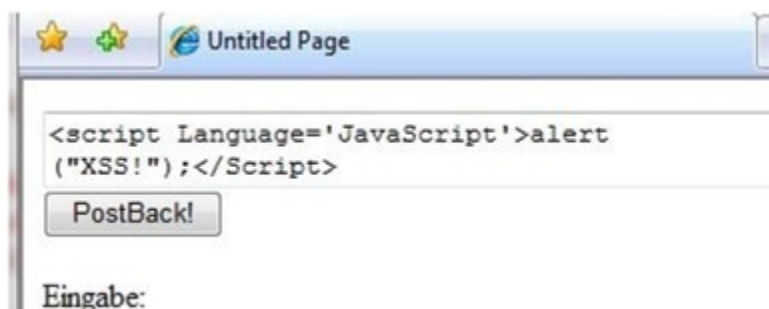 Untitled Page
<script Language='JavaScript'>alert
("XSS!");</Script>
PostBack!
Eingabe: